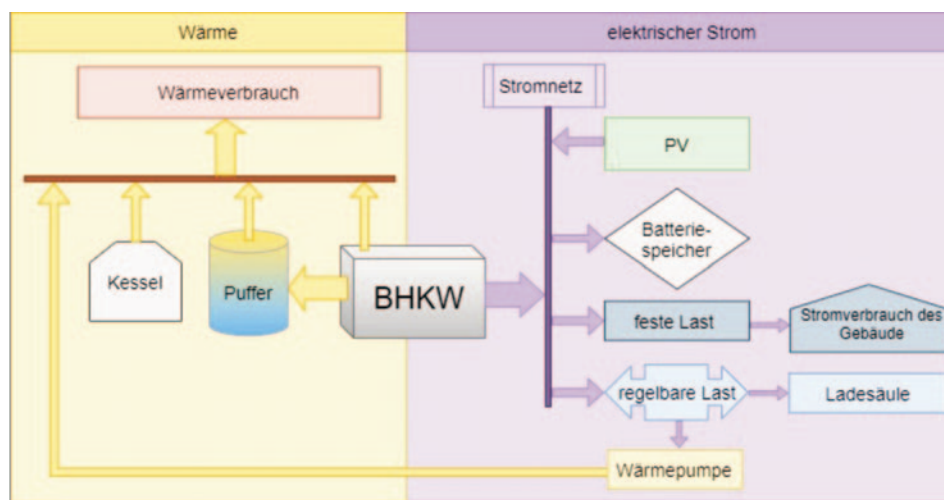 Wärme
elektrischer Strom
Wärmeverbrauch
Stromnetz
PV
Batterie-
speicher
Kessel
Puffer
BHKW
feste Last
Stromverbrauch des
Gebäude
regelbare Last
Ladesäule
Wärmepumpe